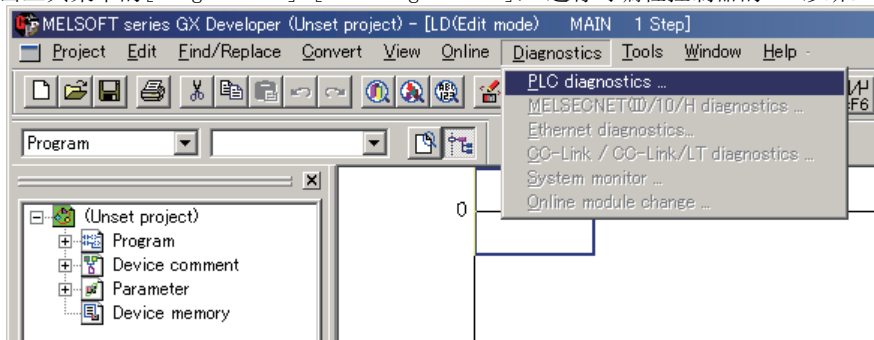 MELSOFT series GX Developer (Unset project) - [LD(Edit mode) MAIN 1 Step]
Project Edit Find/Replace Convert View Online Diagnostics Tools Window Help
PLC diagnostics ...
MELSECNET(II)/10/H diagnostics ...
Ethernet diagnostics...
CC-Link / CC-Link/LT diagnostics ...
System monitor ...
Online module change ...
F6
Program
0
(Unset project)
Program
Device comment
Parameter
Device memory